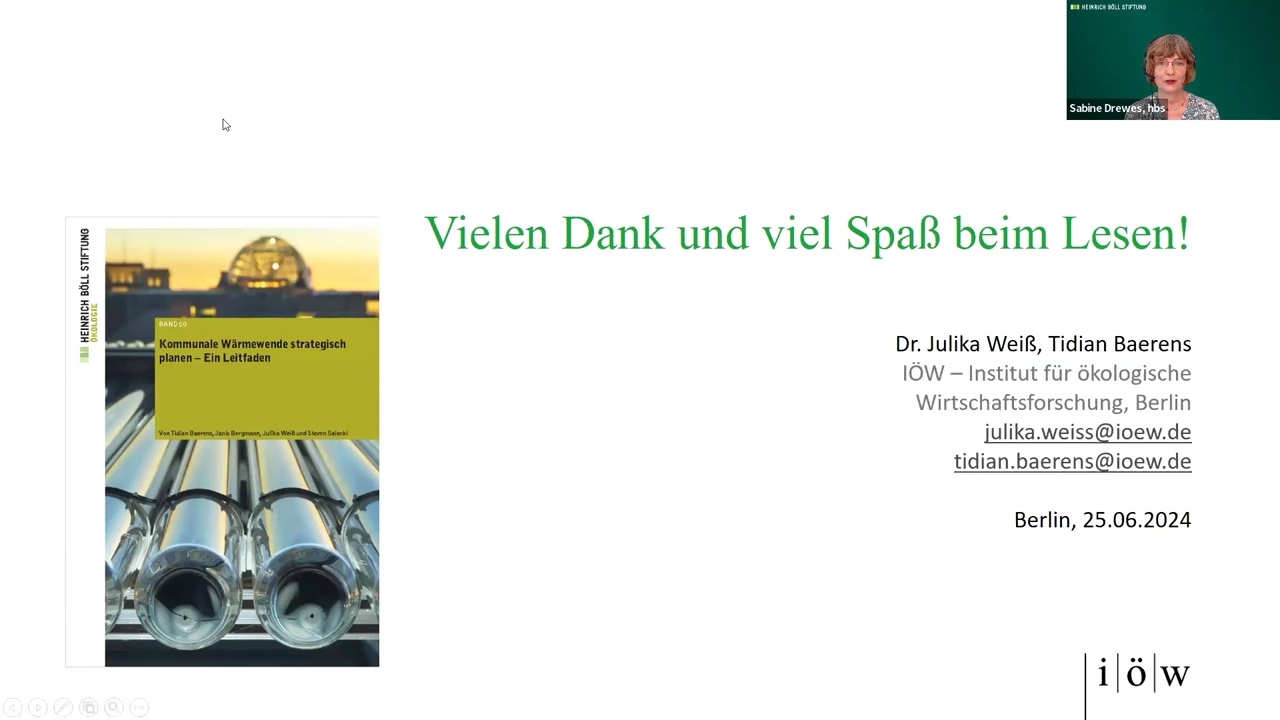 HEINRICH BÖLL STIFTUNG
Sabine Drewes, hbs
Vielen Dank und viel Spaß beim Lesen!
HEINRICH BÖLL STIFTUNG
ÖKOLOGIE
BAND 50
Kommunale Wärmewende strategisch
planen – Ein Leitfaden
Von Tidian Baerens, Janis Bergmann, Julika Weiß und Steven Salecki
Dr. Julika Weiß, Tidian Baerens
IÖW – Institut für ökologische
Wirtschaftsforschung, Berlin
julika.weiss@ioew.de
tidian.baerens@ioew.de
Berlin, 25.06.2024
i|ö|w